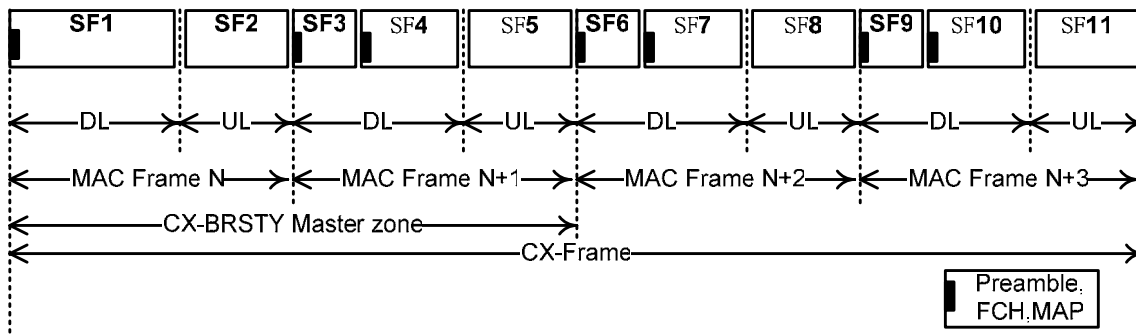 SF1 SF2 SF3 SF4 SF5 SF6 SF7 SF8 SF9 SF10 SF11
DL UL DL UL DL UL DL UL
MAC Frame N MAC Frame N+1 MAC Frame N+2 MAC Frame N+3
CX-BRSTY Master zone
CX-Frame
Preamble,
FCH,MAP